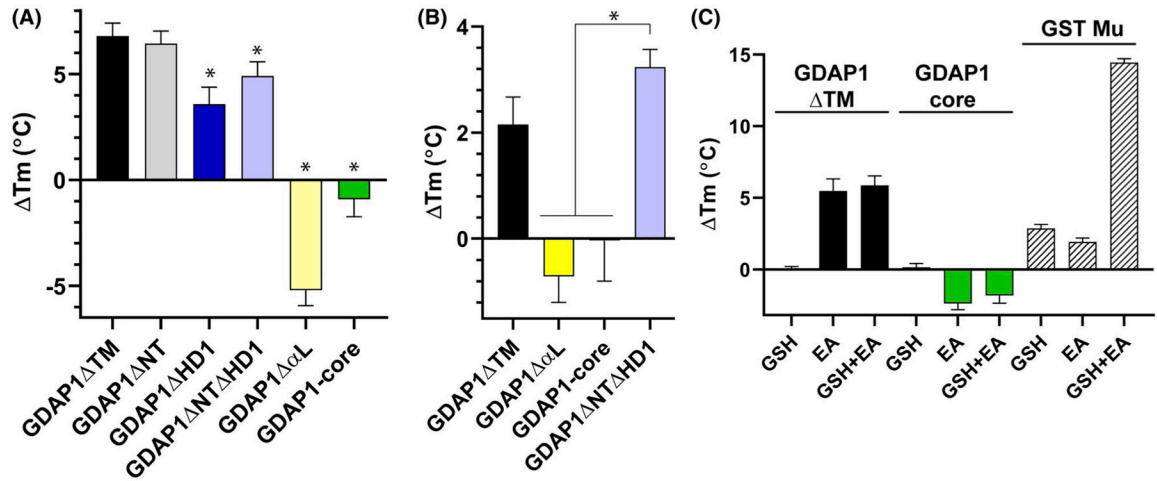 (A)
ΔTm (°C)
5
0
-5
*
*
*
*
GDAP1ΔTM
GDAP1ΔNT
GDAP1ΔHD1
GDAP1ΔNTΔHD1
GDAP1ΔαL
GDAP1-core
(B)
ΔTm (°C)
4
2
0
*
GDAP1ΔTM
GDAP1ΔαL
GDAP1-core
GDAP1ΔNTΔHD1
(C)
ΔTm (°C)
15
10
5
0
GDAP1
ΔTM
GDAP1
core
GST Mu
GSH
EA
GSH+EA
GSH
EA
GSH+EA
GSH
EA
GSH+EA